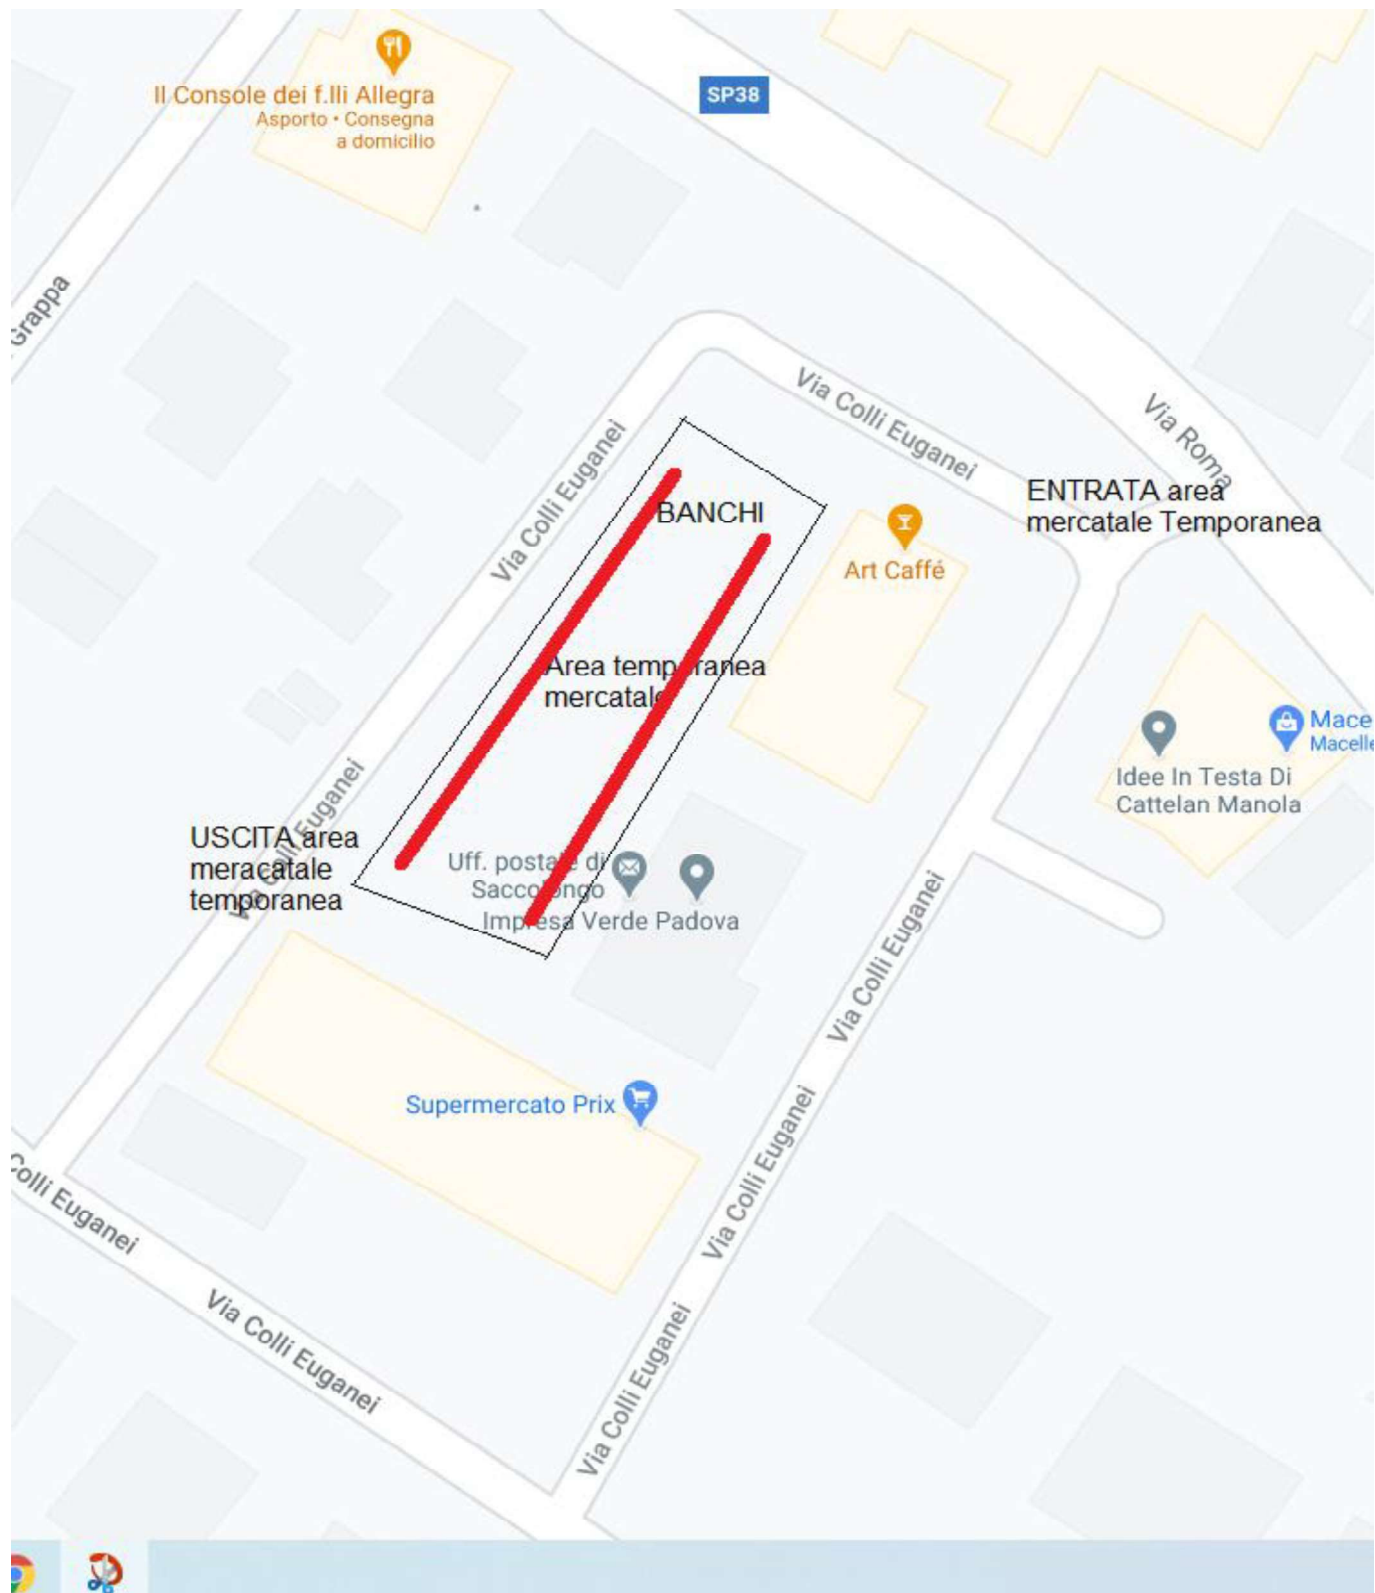 Il Console dei f.lli Allegra
Asporto • Consegna
a domicilio
SP38
Grappa
Via Colli Euganei
Via Roma
Via Colli Euganei
ENTRATA area
mercatale Temporanea
BANCHI
Art Caffé
Area temporanea
mercatale
Mace
Macelle
Idee In Testa Di
Cattelan Manola
Via Colli Euganei
USCITA area
meracatale
temporanea
Uff. postale di
Saccolongo
Impresa Verde Padova
Via Colli Euganei
Supermercato Prix
Via Colli Euganei
Colli Euganei
Via Colli Euganei
Via Colli Euganei